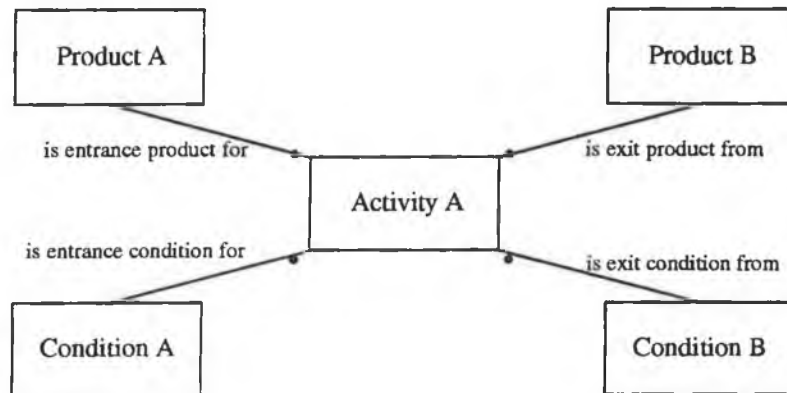 Product A
Product B
is entrance product for
is exit product from
Activity A
is entrance condition for
is exit condition from
Condition A
Condition B